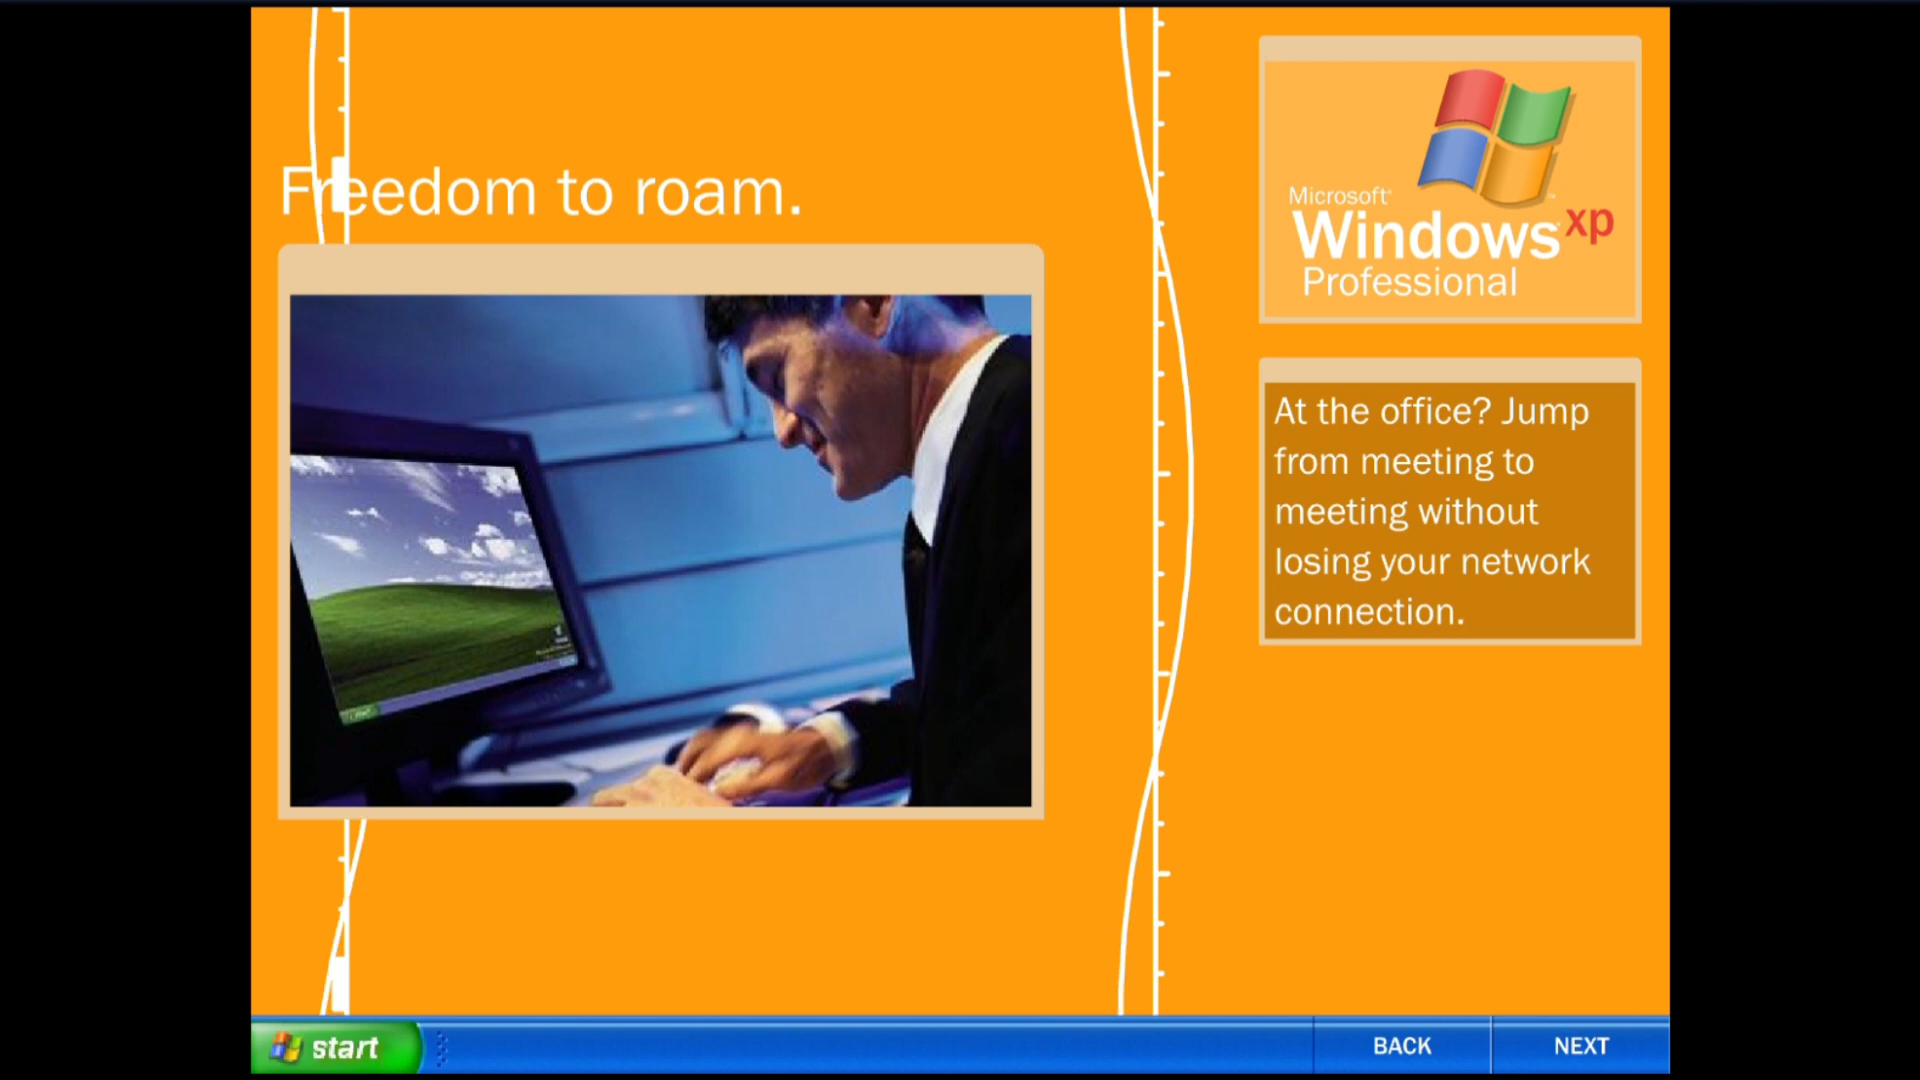 Freedom to roam.
Microsoft®
Windows xp
Professional
At the office? Jump
from meeting to
meeting without
losing your network
connection.
start
BACK
NEXT